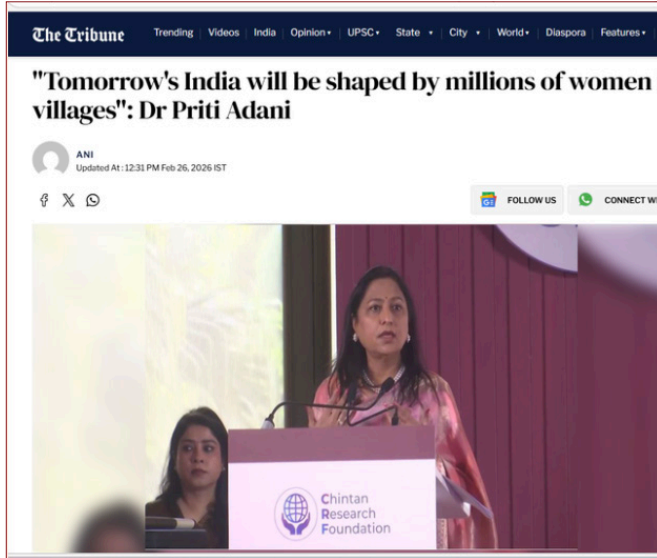 The Tribune
Trending Videos India Opinion UPSC State City World Diaspora Features
"Tomorrow's India will be shaped by millions of women
villages": Dr Priti Adani
ANI
Updated At : 12:31 PM Feb 26, 2026 IST
FOLLOW US CONNECT
Chintan
Research
Foundation